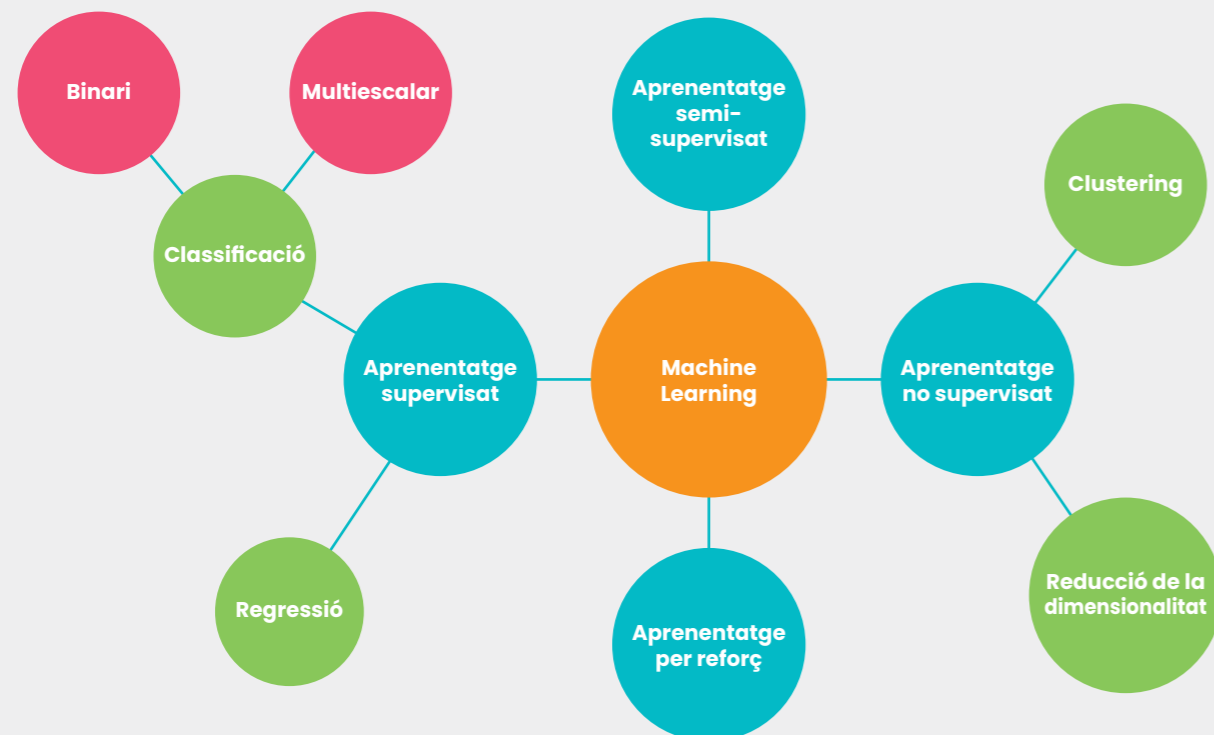 Binari
Multiescalar
Aprenentatge
semi-
supervisat
Clustering
Classificació
Aprenentatge
supervisat
Machine
Learning
Aprenentatge
no supervisat
Regressió
Aprenentatge
per reforç
Reducció de la
dimensionalitat